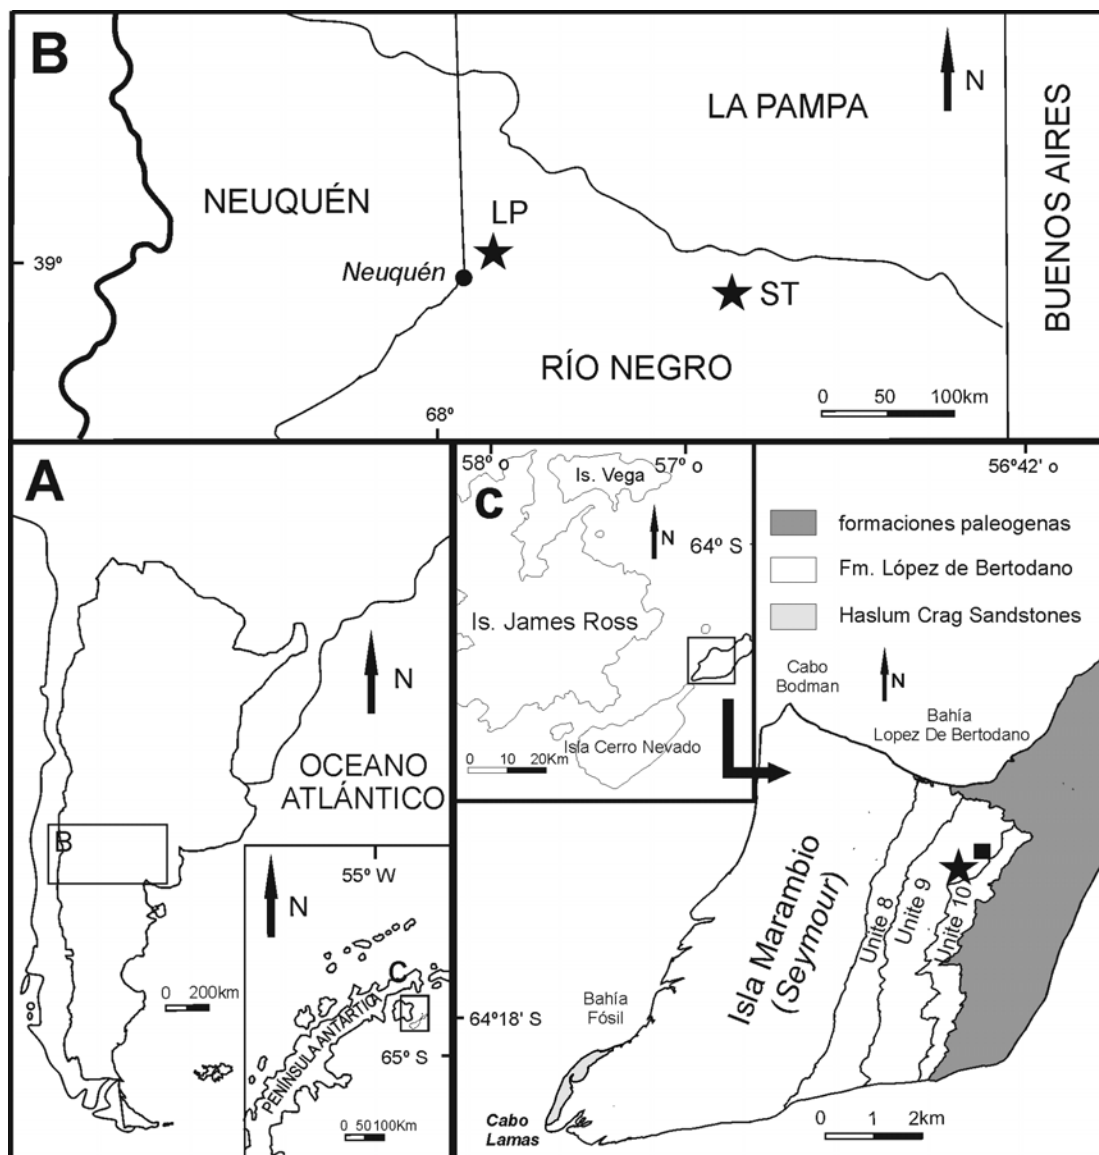 B
N
LA PAMPA
BUENOS AIRES
NEUQUÉN
LP
39º
Neuquén
ST
RÍO NEGRO
0 50 100km
68º
A
N
OCEANO
ATLÁNTICO
B
0 200km
55º W
N
C
PENÍNSULA ANTÁRTICA
65º S
0 50 100Km
C
58º o
57º o
Is. Vega
N
64º S
Is. James Ross
Isla Cerro Nevado
0 10 20Km
56º42' o
formaciones paleogenas
Fm. López de Bertodano
Haslum Crag Sandstones
N
Cabo
Bodman
Bahía
Lopez De Bertodano
Isla Marambio
(Seymour)
Unite 8
Unite 9
Unite 10
Bahía
Fósil
64º18' S
Cabo
Lamas
0 1 2km